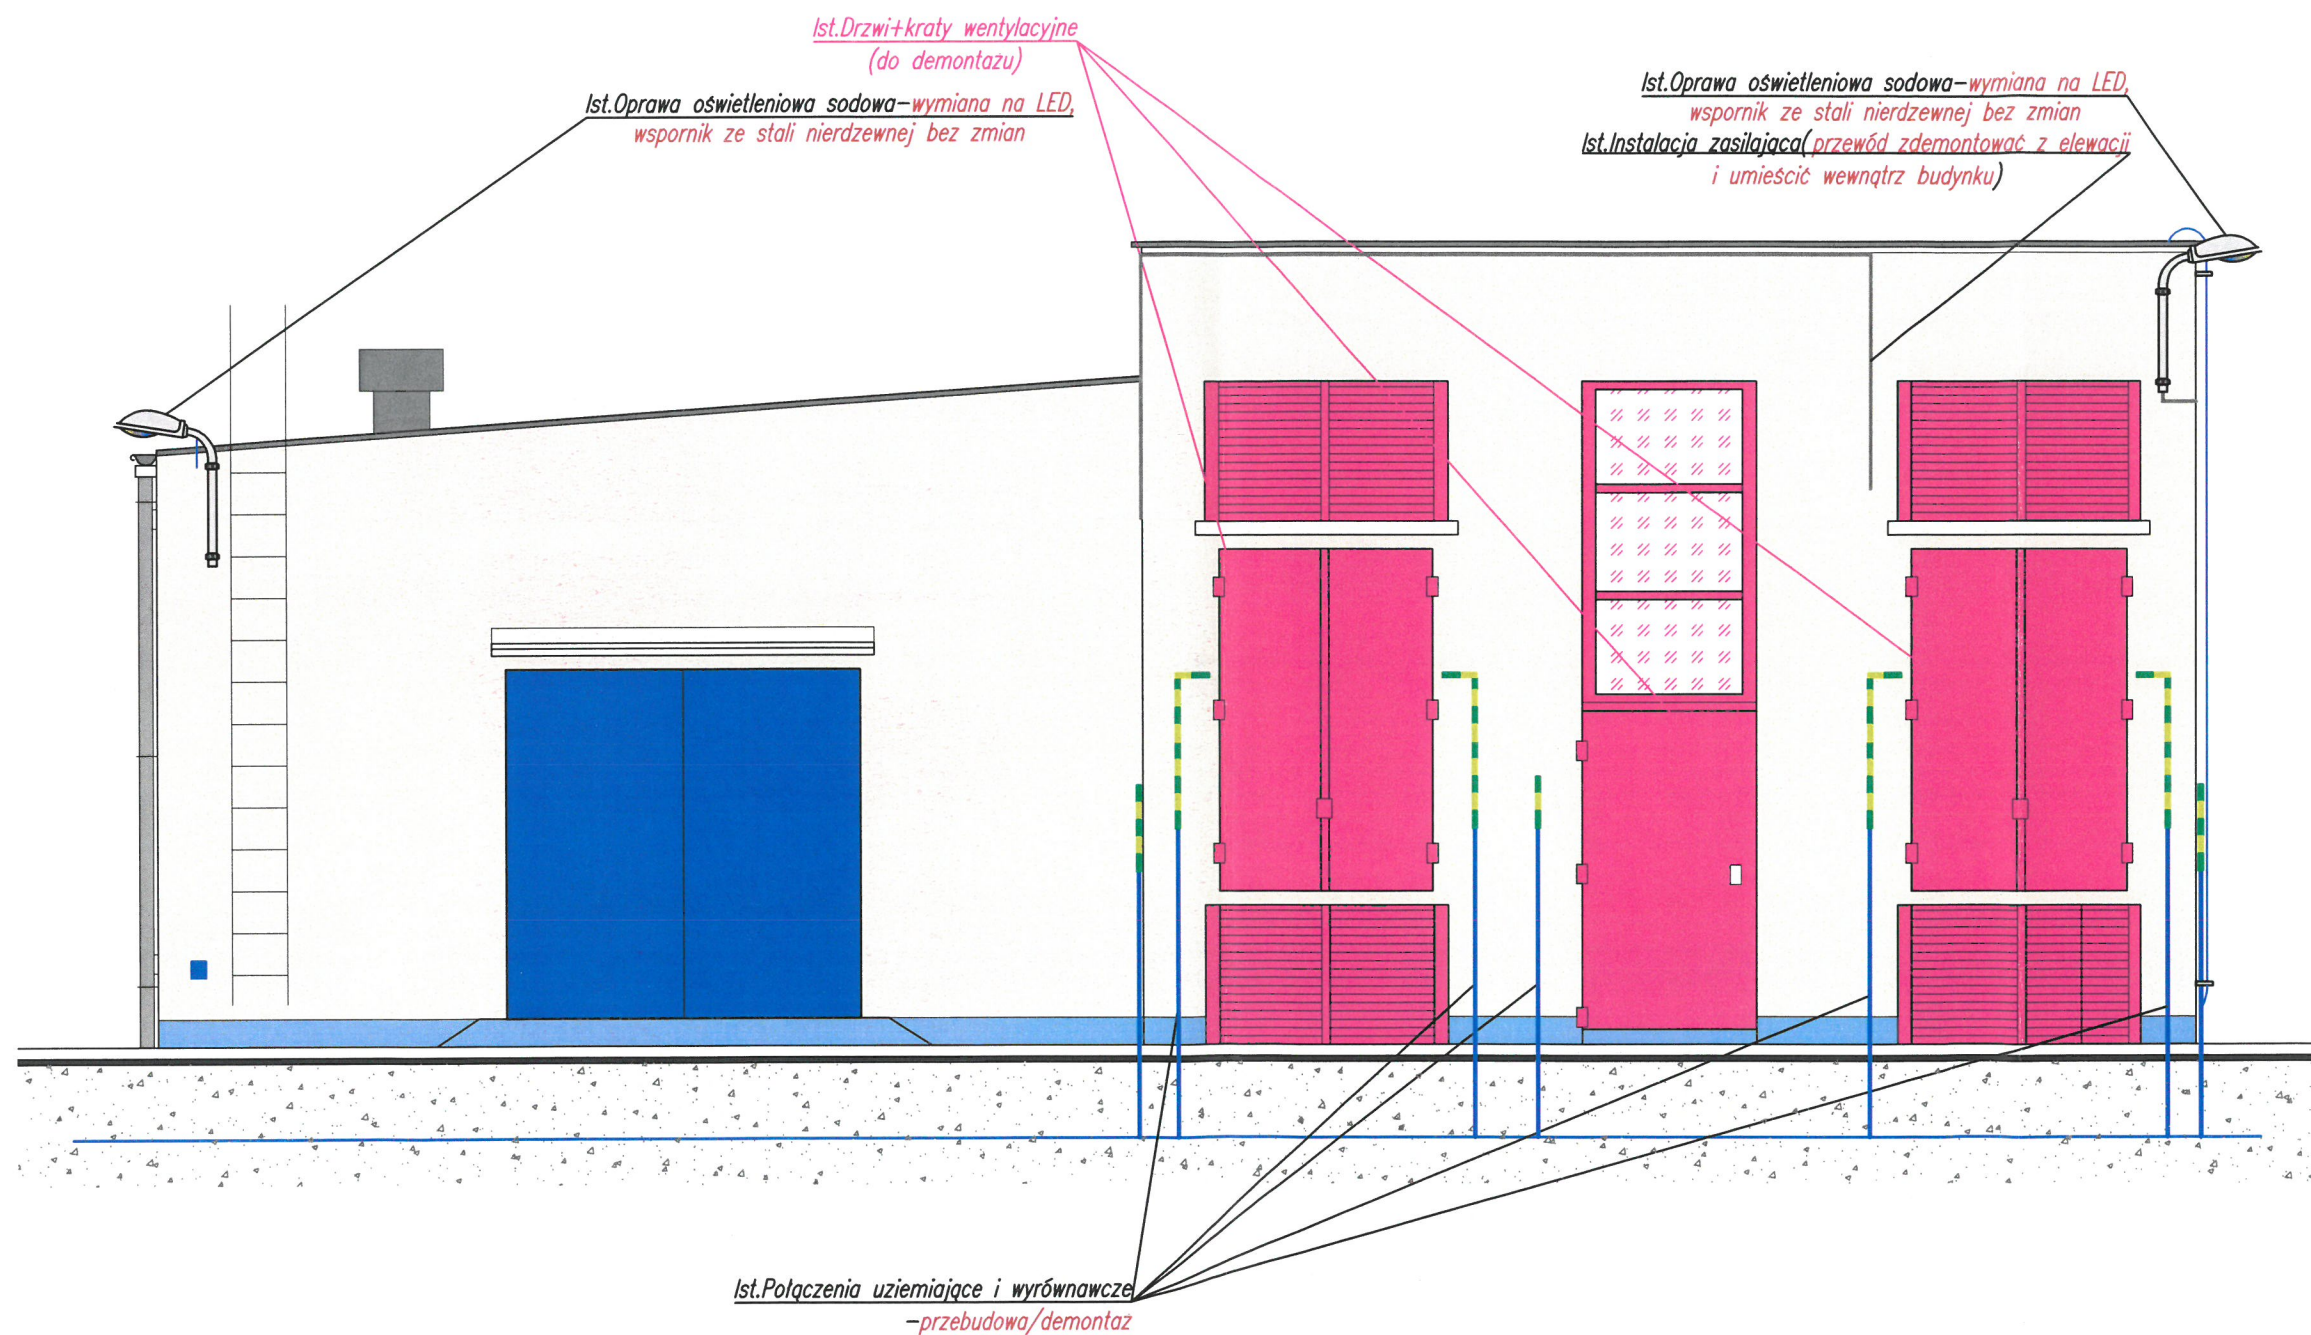 Ist.Drzwi+kraty wentylacyjne
(do demontażu)
Ist.Oprawa oświetleniowa sodowa-wymiana na LED,
wspornik ze stali nierdzewnej bez zmian
Ist.Oprawa oświetleniowa sodowa-wymiana na LED,
wspornik ze stali nierdzewnej bez zmian
Ist.Instalacja zasilająca(przewód zdemontować z elewacji
i umieścić wewnątrz budynku)
Ist.Połączenia uziemiające i wyrównawcze
-przebudowa/demontaż